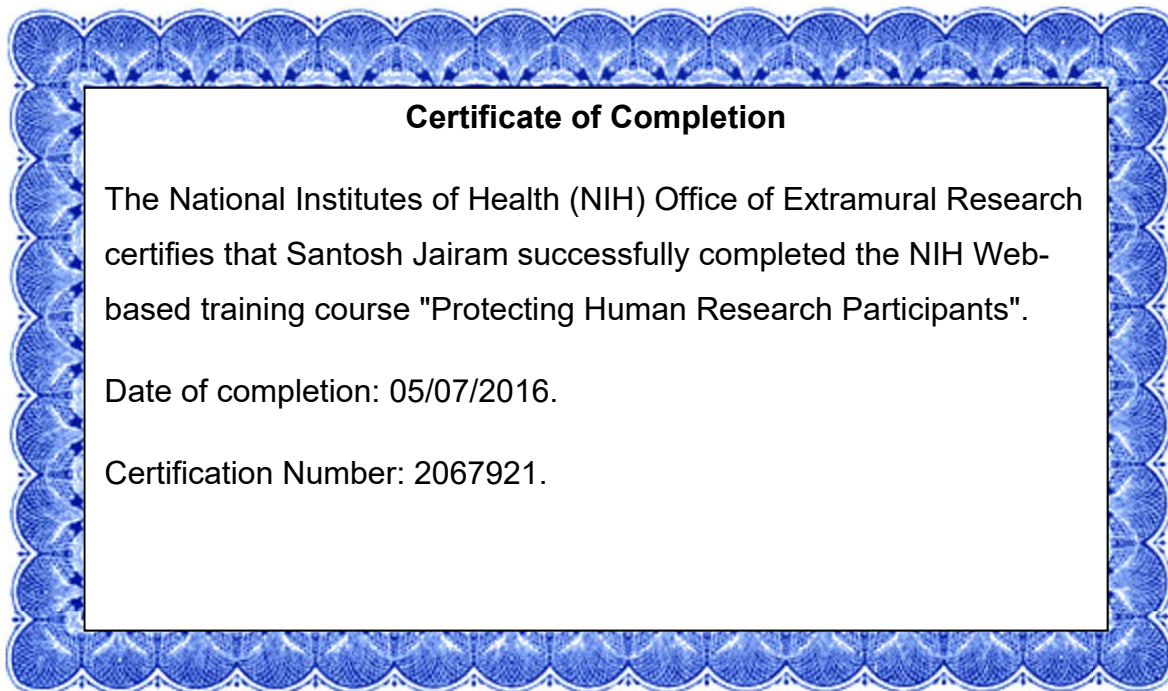 Certificate of Completion
The National Institutes of Health (NIH) Office of Extramural Research
certifies that Santosh Jairam successfully completed the NIH Web-
based training course "Protecting Human Research Participants".
Date of completion: 05/07/2016.
Certification Number: 2067921.